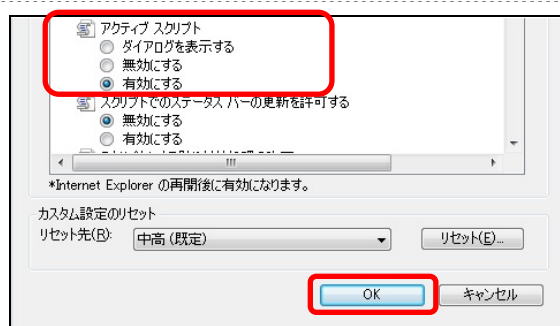 アクティブ スクリプト
ダイアログを表示する
無効にする
有効にする
スクリプトでのステータス バーの更新を許可する
無効にする
有効にする
*Internet Explorer の再開後に有効になります。
カスタム設定のリセット
リセット先(R): 中高 (既定) リセット(E)...
OK キャンセル